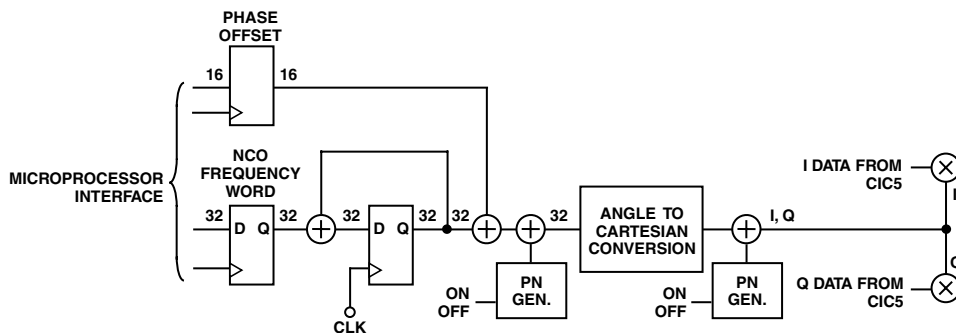 PHASE
OFFSET
16
16
NCO
FREQUENCY
WORD
MICROPROCESSOR
INTERFACE
32
D Q
32
32
D Q
32
32
32
CLK
ON
OFF
PN
GEN.
ANGLE TO
CARTESIAN
CONVERSION
I, Q
ON
OFF
PN
GEN.
I DATA FROM
CIC5
Q DATA FROM
CIC5